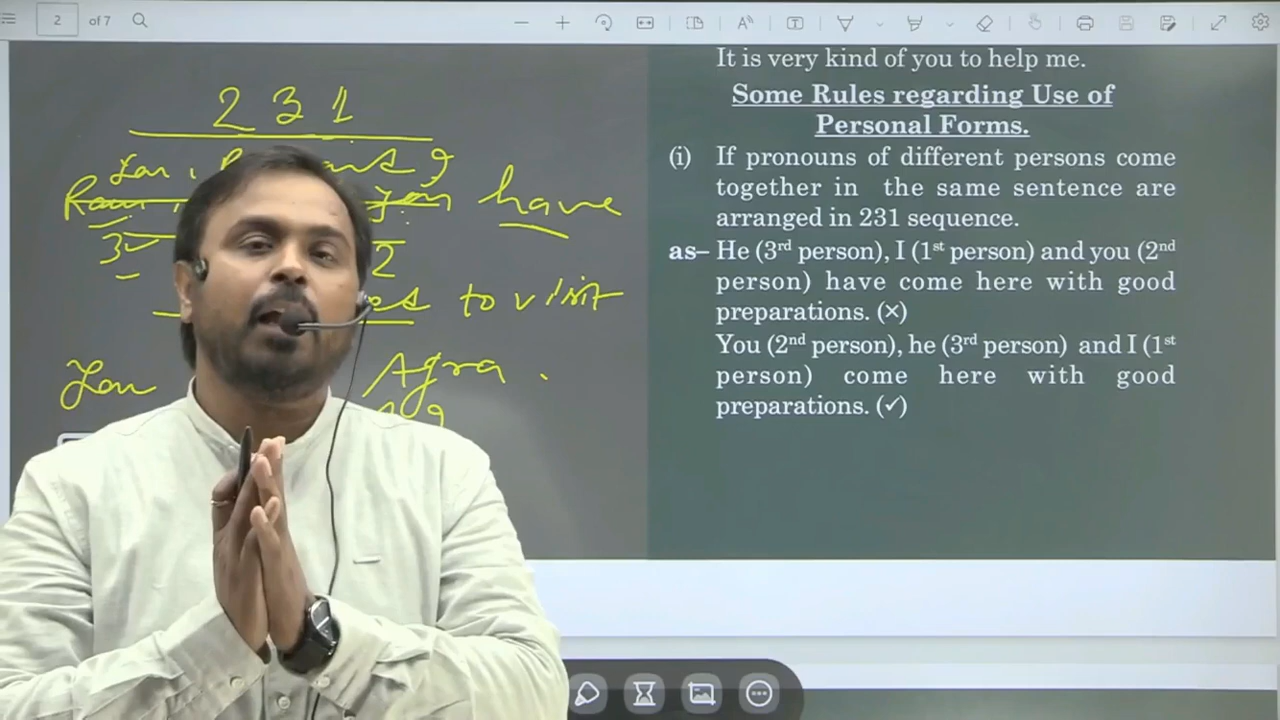 2 of 7
2 3 1
have
3 2
to visit
You Agra .
It is very kind of you to help me.
Some Rules regarding Use of
Personal Forms.
(i) If pronouns of different persons come
together in the same sentence are
arranged in 231 sequence.
as– He (3rd person), I (1st person) and you (2nd
person) have come here with good
preparations. (×)
You (2nd person), he (3rd person) and I (1st
person) come here with good
preparations. (✓)